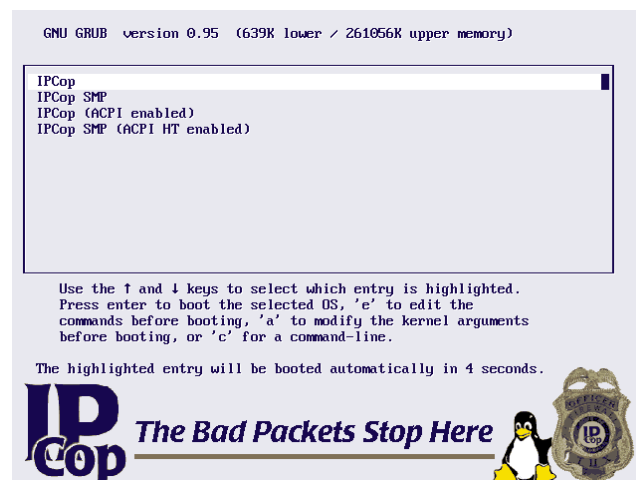 GNU GRUB version 0.95 (639K lower / 261056K upper memory)
IPCop
IPCop SMP
IPCop (ACPI enabled)
IPCop SMP (ACPI HT enabled)
Use the ↑ and ↓ keys to select which entry is highlighted.
Press enter to boot the selected OS, 'e' to edit the
commands before booting, 'a' to modify the kernel arguments
before booting, or 'c' for a command-line.
The highlighted entry will be booted automatically in 4 seconds.
IP
Cop
The Bad Packets Stop Here
OFFICER
IP
Cop